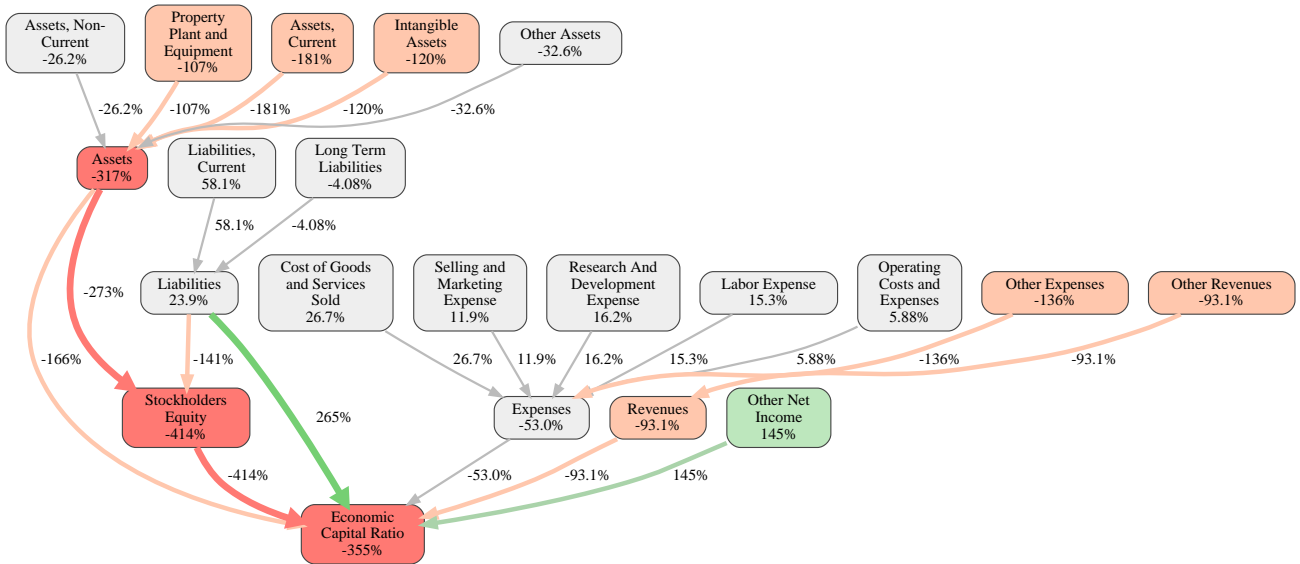 Assets, Non-
Current
-26.2%
Property
Plant and
Equipment
-107%
Assets,
Current
-181%
Intangible
Assets
-120%
Other Assets
-32.6%
-26.2%
-107%
-181%
-120%
-32.6%
Assets
-317%
Liabilities,
Current
58.1%
Long Term
Liabilities
-4.08%
58.1%
-4.08%
Liabilities
23.9%
Cost of Goods
and Services
Sold
26.7%
Selling and
Marketing
Expense
11.9%
Research And
Development
Expense
16.2%
Labor Expense
15.3%
Operating
Costs and
Expenses
5.88%
Other Expenses
-136%
Other Revenues
-93.1%
-273%
-166%
-141%
26.7%
11.9%
16.2%
15.3%
5.88%
-136%
-93.1%
Stockholders
Equity
-414%
265%
Expenses
-53.0%
Revenues
-93.1%
Other Net
Income
145%
-414%
-53.0%
-93.1%
145%
Economic
Capital Ratio
-355%